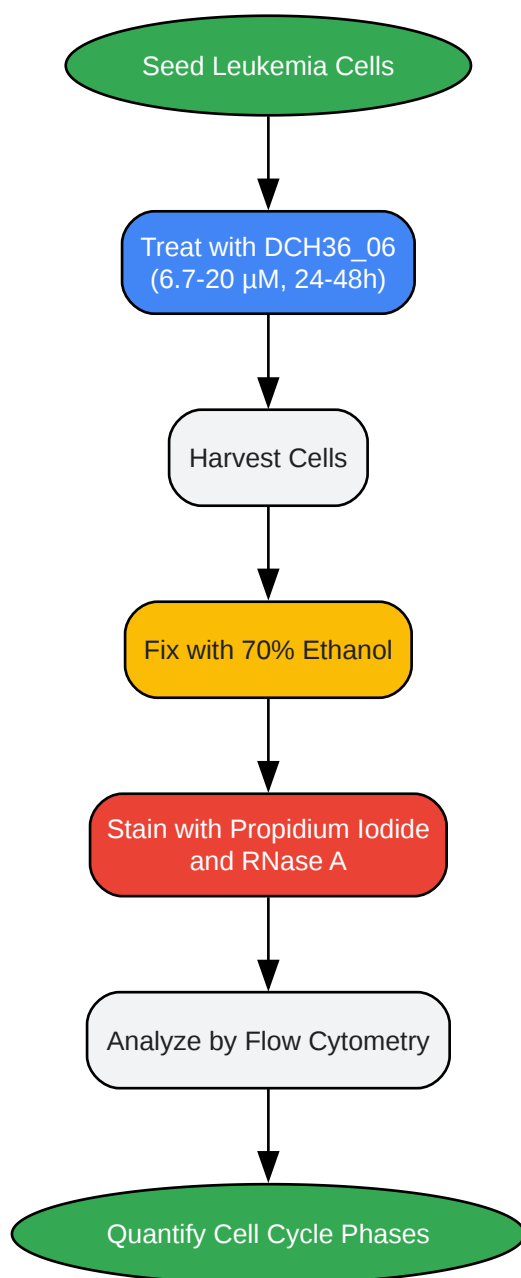 Seed Leukemia Cells
Treat with DCH36_06
(6.7-20 µM, 24-48h)
Harvest Cells
Fix with 70% Ethanol
Stain with Propidium Iodide
and RNase A
Analyze by Flow Cytometry
Quantify Cell Cycle Phases